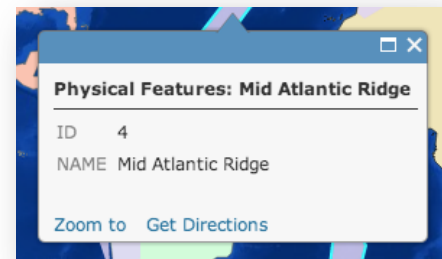 Physical Features: Mid Atlantic Ridge
ID 4
NAME Mid Atlantic Ridge
Zoom to Get Directions